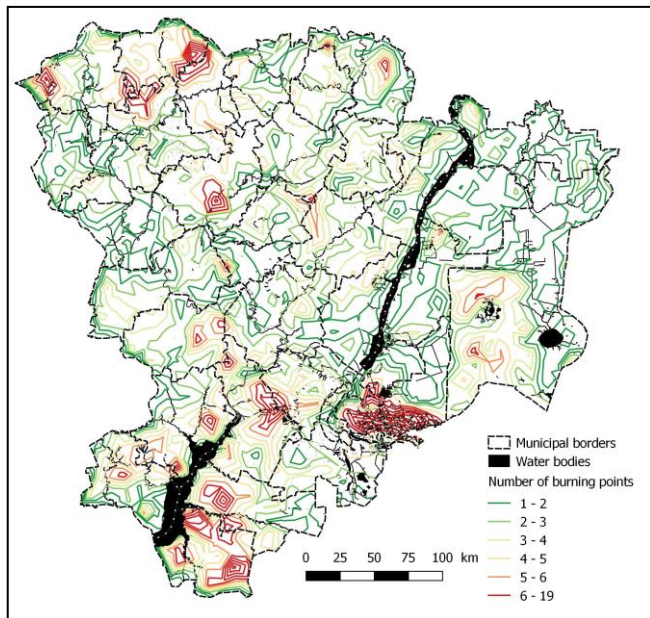 Municipal borders
Water bodies
Number of burning points
1 - 2
2 - 3
3 - 4
4 - 5
5 - 6
6 - 19
0 25 50 75 100 km